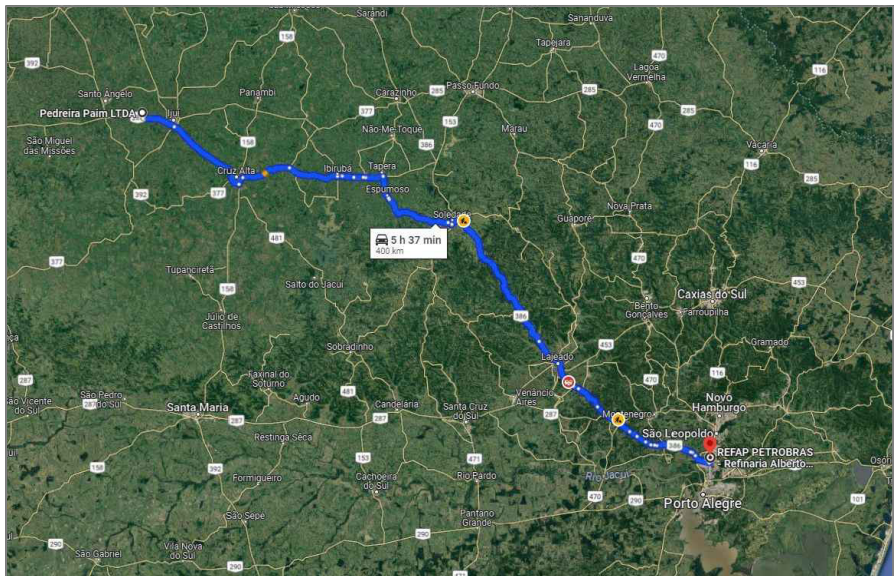 Sarandi
Sananduva
158
Tapejara
470
392
Lagoa
Vermelha
116
Santo Ângelo
Panambi
Carazinho
285
Passo Fundo
Pedreira Paim LTDA
Ijuí
377
153
470
Marau
São Miguel
das Missões
158
Não-Me-Toque
386
Vacaria
116
Cruz Alta
Ibirubá
Tapera
285
392
377
Espumoso
Nova Prata
Soledade
Guaporé
5 h 37 min
400 km
481
470
377
Tupanciretã
Salto do Jacuí
453
158
Caxias do Sul
Júlio de
Castilhos
386
Bento
Gonçalves
Farroupilha
Sobradinho
453
Gramado
Lajeado
287
Faxinal do
Soturno
116
481
Venâncio
Aires
470
Novo
Hamburgo
São Vicente
do Sul
São Pedro
do Sul
287
Agudo
Candelária
Santa Maria
Santa Cruz
do Sul
287
Montenegro
287
São Leopoldo
Restinga Sêca
386
REFAP PETROBRAS
- Refinaria Alberto...
158
392
153
471
Rio Pardo
Rio Jacuí
Formigueiro
Cachoeira
do Sul
470
290
101
Porto Alegre
São Sepé
Pantano
Grande
290
290
Vila Nova
do Sul
São Gabriel
290
471